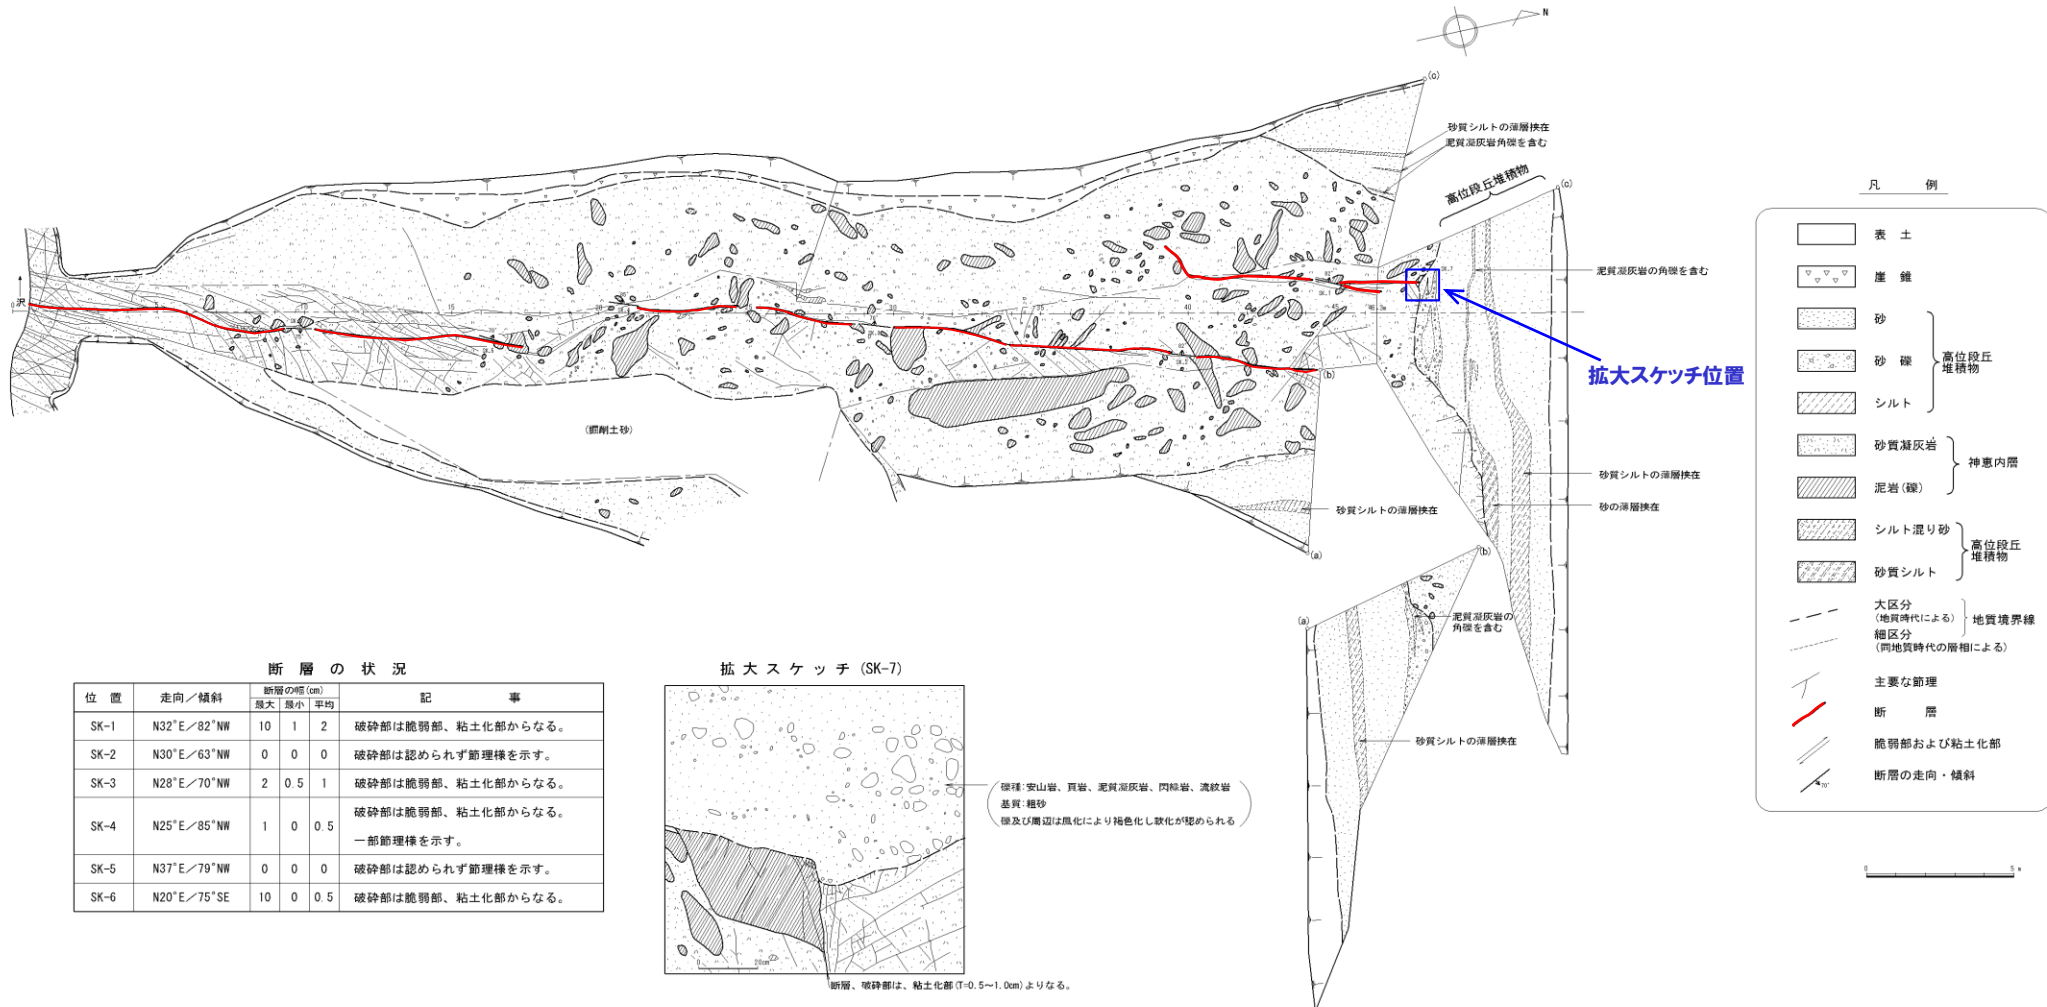 N
(c)
砂質シルトの薄層挟在
泥質凝灰岩角礫を含む
高位段丘堆積物
(c)
泥質凝灰岩の角礫を含む
拡大スケッチ位置
沢
0
5
10
15
20
30
35
40
45
(b)
(掘削土砂)
砂質シルトの薄層挟在
砂質シルトの薄層挟在
砂の薄層挟在
(a)
(b)
(a)
泥質凝灰岩の
角礫を含む
砂質シルトの薄層挟在
凡 例
表 土
崖 錐
砂
砂 礫
シルト
高位段丘
堆積物
砂質凝灰岩
泥岩(礫)
神恵内層
シルト混り砂
砂質シルト
高位段丘
堆積物
大区分
(地質時代による)
細区分
(同地質時代の層相による)
地質境界線
主要な節理
断 層
脆弱部および粘土化部
断層の走向・傾斜
70°
0 5 m
断 層 の 状 況
位 置 走向/傾斜 断層の幅(cm) 記 事
最大 最小 平均
SK-1 N32°E/82°NW 10 1 2 破砕部は脆弱部、粘土化部からなる。
SK-2 N30°E/63°NW 0 0 0 破砕部は認められず節理様を示す。
SK-3 N28°E/70°NW 2 0.5 1 破砕部は脆弱部、粘土化部からなる。
SK-4 N25°E/85°NW 1 0 0.5 破砕部は脆弱部、粘土化部からなる。
一部節理様を示す。
SK-5 N37°E/79°NW 0 0 0 破砕部は認められず節理様を示す。
SK-6 N20°E/75°SE 10 0 0.5 破砕部は脆弱部、粘土化部からなる。
拡 大 ス ケ ッ チ (SK-7)
礫種:安山岩、頁岩、泥質凝灰岩、閃緑岩、流紋岩
基質:粗砂
礫及び周辺は風化により褐色化し軟化が認められる
0 20cm
断層、破砕部は、粘土化部(T=0.5~1.0cm)よりなる。